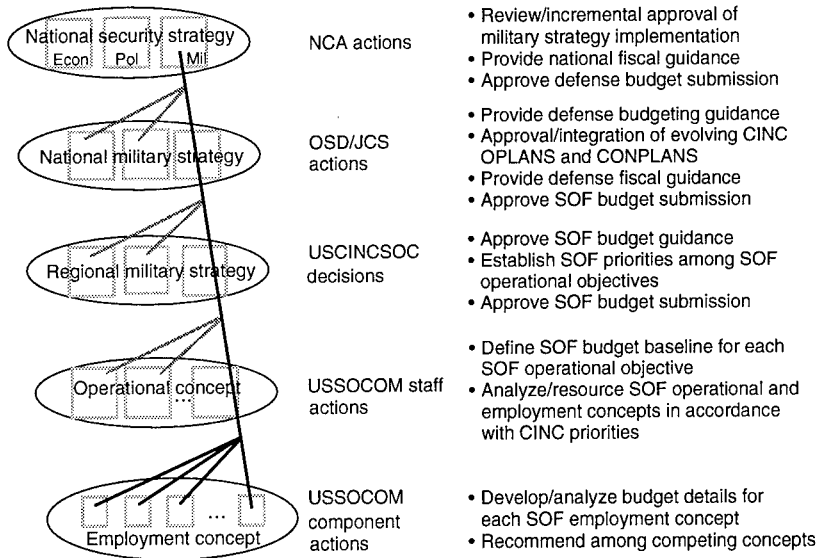 National security strategy
Econ Pol Mil
NCA actions
• Review/incremental approval of
military strategy implementation
• Provide national fiscal guidance
• Approve defense budget submission
National military strategy
OSD/JCS
actions
• Provide defense budgeting guidance
• Approval/integration of evolving CINC
OPLANS and CONPLANS
• Provide defense fiscal guidance
• Approve SOF budget submission
Regional military strategy
USCINCSOC
decisions
• Approve SOF budget guidance
• Establish SOF priorities among SOF
operational objectives
• Approve SOF budget submission
Operational concept
...
USSOCOM staff
actions
• Define SOF budget baseline for each
SOF operational objective
• Analyze/resource SOF operational and
employment concepts in accordance
with CINC priorities
...
Employment concept
USSOCOM
component
actions
• Develop/analyze budget details for
each SOF employment concept
• Recommend among competing concepts